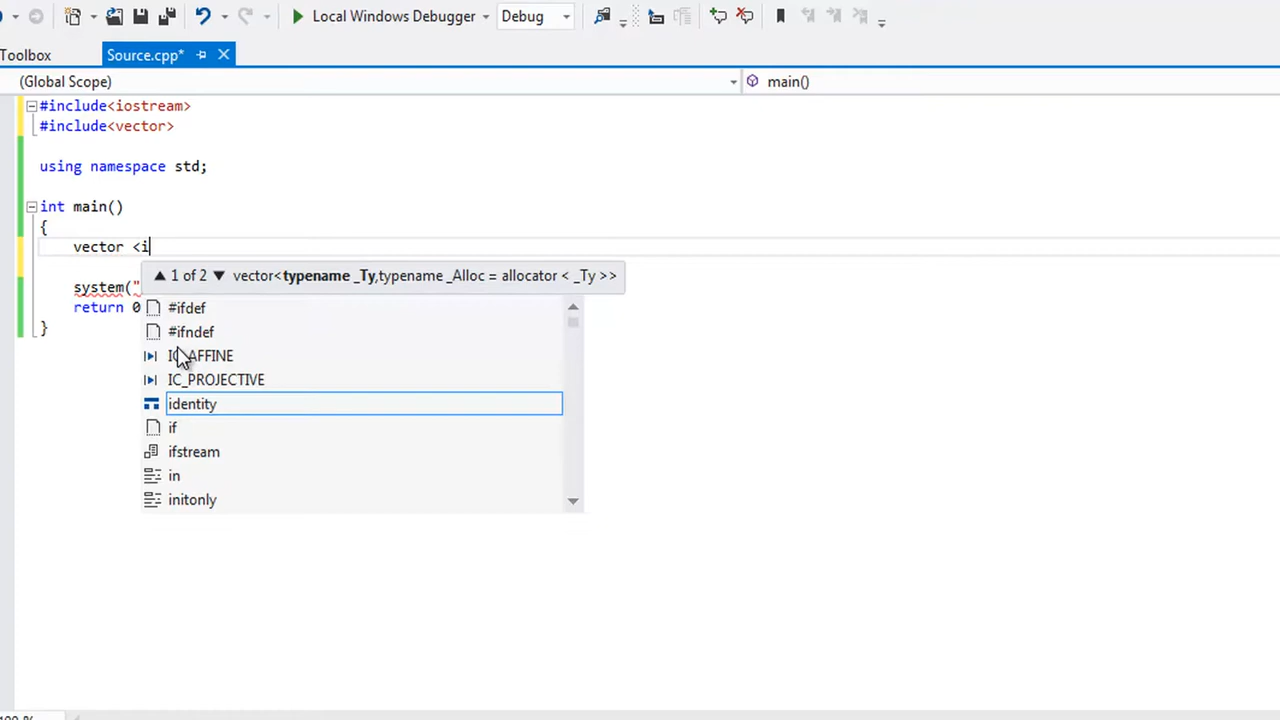 Local Windows Debugger
Debug
Toolbox
Source.cpp*
(Global Scope)
main()
#include<iostream>
#include<vector>
using namespace std;
int main()
{
vector <i
1 of 2 vector<typename _Ty,typename _Alloc = allocator < _Ty >>
system("
return 0
}
#ifdef
#ifndef
IC_AFFINE
IC_PROJECTIVE
identity
if
ifstream
in
initonly